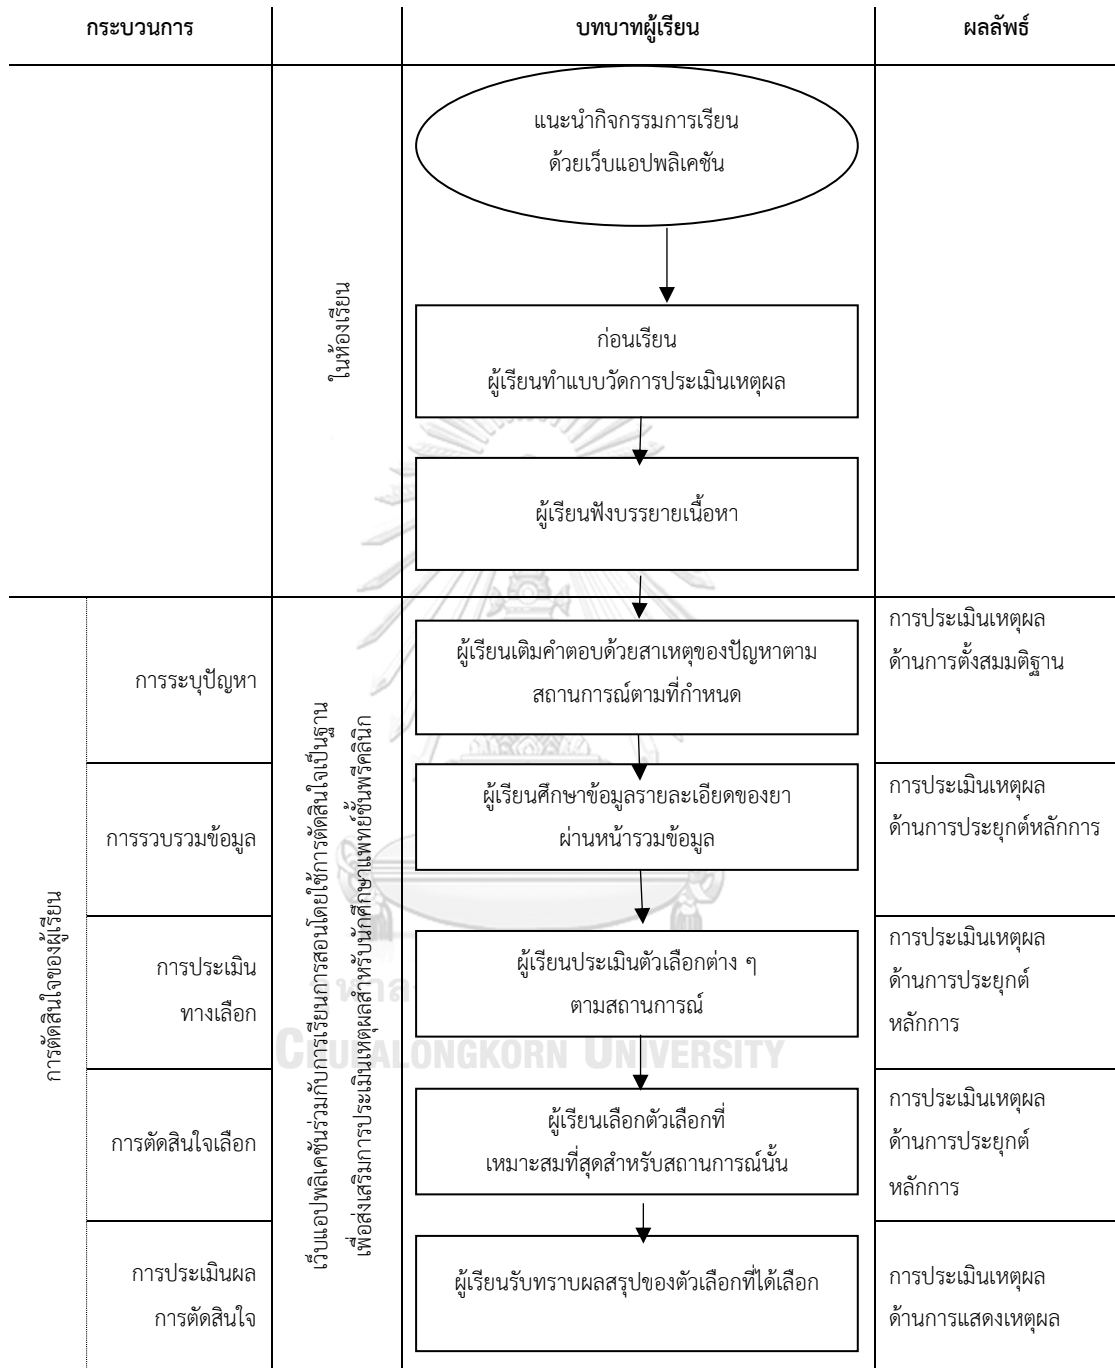 กระบวนการ
บทบาทผู้เรียน
ผลลัพธ์
แนะนำกิจกรรมการเรียน
ด้วยเว็บแอปพลิเคชัน
ในห้องเรียน
ก่อนเรียน
ผู้เรียนทำแบบวัดการประเมินเหตุผล
ผู้เรียนฟังบรรยายเนื้อหา
การตัดสินใจของผู้เรียน
เว็บแอปพลิเคชันร่วมกับการเรียนการสอนโดยใช้การตัดสินใจเป็นฐาน
เพื่อส่งเสริมการประเมินเหตุผลสำหรับนักศึกษาแพทย์ชั้นพรีคลินิก
การระบุปัญหา
ผู้เรียนเติมคำตอบด้วยสาเหตุของปัญหาตาม
สถานการณ์ตามที่กำหนด
การประเมินเหตุผล
ด้านการตั้งสมมติฐาน
การรวบรวมข้อมูล
ผู้เรียนศึกษาข้อมูลรายละเอียดของยา
ผ่านหน้ารวมข้อมูล
การประเมินเหตุผล
ด้านการประยุกต์หลักการ
การประเมิน
ทางเลือก
ผู้เรียนประเมินตัวเลือกต่าง ๆ
ตามสถานการณ์
การประเมินเหตุผล
ด้านการประยุกต์
หลักการ
CHULALONGKORN UNIVERSITY
การตัดสินใจเลือก
ผู้เรียนเลือกตัวเลือกที่
เหมาะสมที่สุดสำหรับสถานการณ์นั้น
การประเมินเหตุผล
ด้านการประยุกต์
หลักการ
การประเมินผล
การตัดสินใจ
ผู้เรียนรับทราบผลสรุปของตัวเลือกที่ได้เลือก
การประเมินเหตุผล
ด้านการแสดงเหตุผล